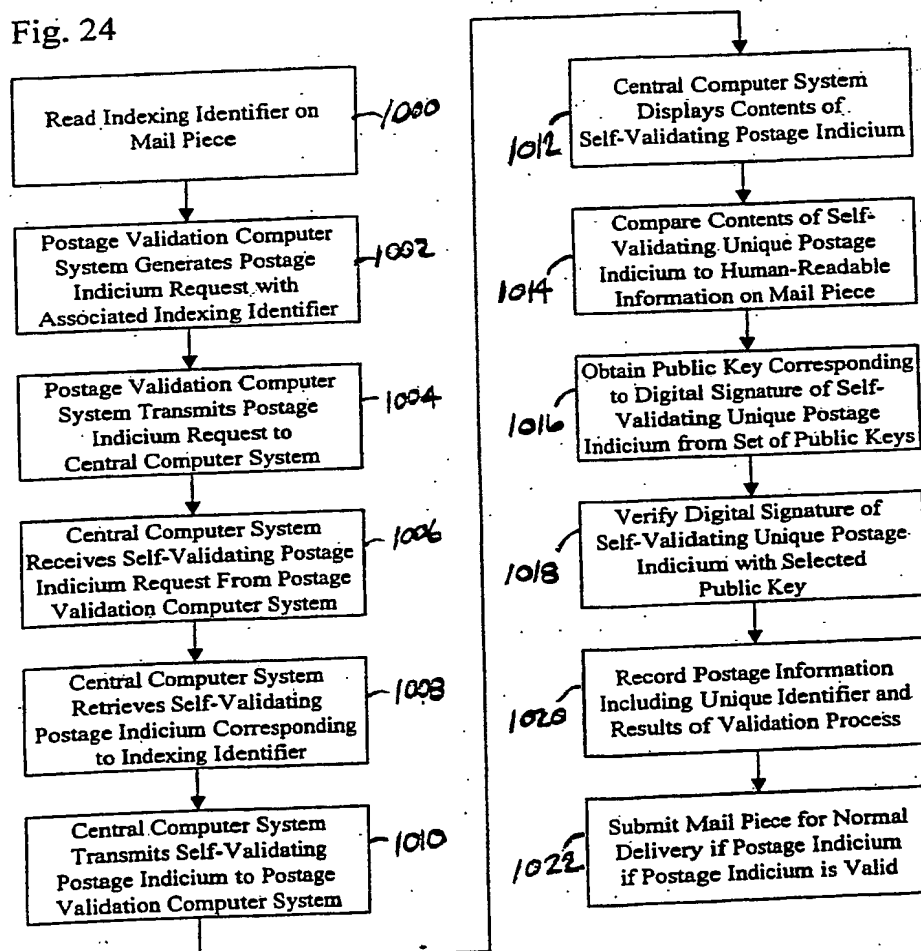 Fig. 24
Read Indexing Identifier on
Mail Piece
1000
Postage Validation Computer
System Generates Postage
Indicium Request with
Associated Indexing Identifier
1002
Postage Validation Computer
System Transmits Postage
Indicium Request to
Central Computer System
1004
Central Computer System
Receives Self-Validating Postage
Indicium Request From Postage
Validation Computer System
1006
Central Computer System
Retrieves Self-Validating
Postage Indicium Corresponding
to Indexing Identifier
1008
Central Computer System
Transmits Self-Validating
Postage Indicium to Postage
Validation Computer System
1010
Central Computer System
Displays Contents of
Self-Validating Postage Indicium
1012
Compare Contents of Self-
Validating Unique Postage
Indicium to Human-Readable
Information on Mail Piece
1014
Obtain Public Key Corresponding
to Digital Signature of Self-
Validating Unique Postage
Indicium from Set of Public Keys
1016
Verify Digital Signature of
Self-Validating Unique Postage
Indicium with Selected
Public Key
1018
Record Postage Information
Including Unique Identifier and
Results of Validation Process
1020
Submit Mail Piece for Normal
Delivery if Postage Indicium
if Postage Indicium is Valid
1022